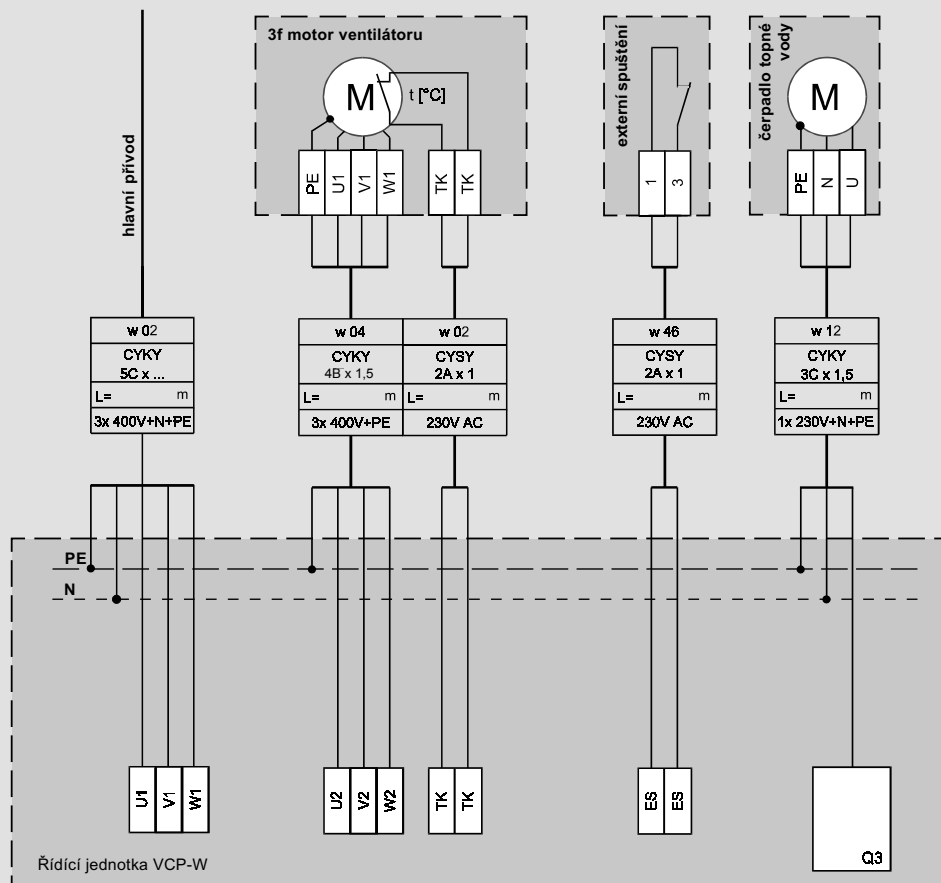 3f motor ventilátoru
M
t [°C]
PE
U1
V1
W1
TK
TK
externí spuštění
1
3
čerpadlo topné
vody
M
PE
N
U
hlavní přívod
w 02
CYKY
5C x ...
L= m
3x 400V+N+PE
w 04
CYKY
4B x 1,5
L= m
3x 400V+PE
w 02
CYSY
2A x 1
L= m
230V AC
w 46
CYSY
2A x 1
L= m
230V AC
w 12
CYKY
3C x 1,5
L= m
1x 230V+N+PE
PE
N
U1
V1
W1
U2
V2
W2
TK
TK
ES
ES
Q3
Řídící jednotka VCP-W